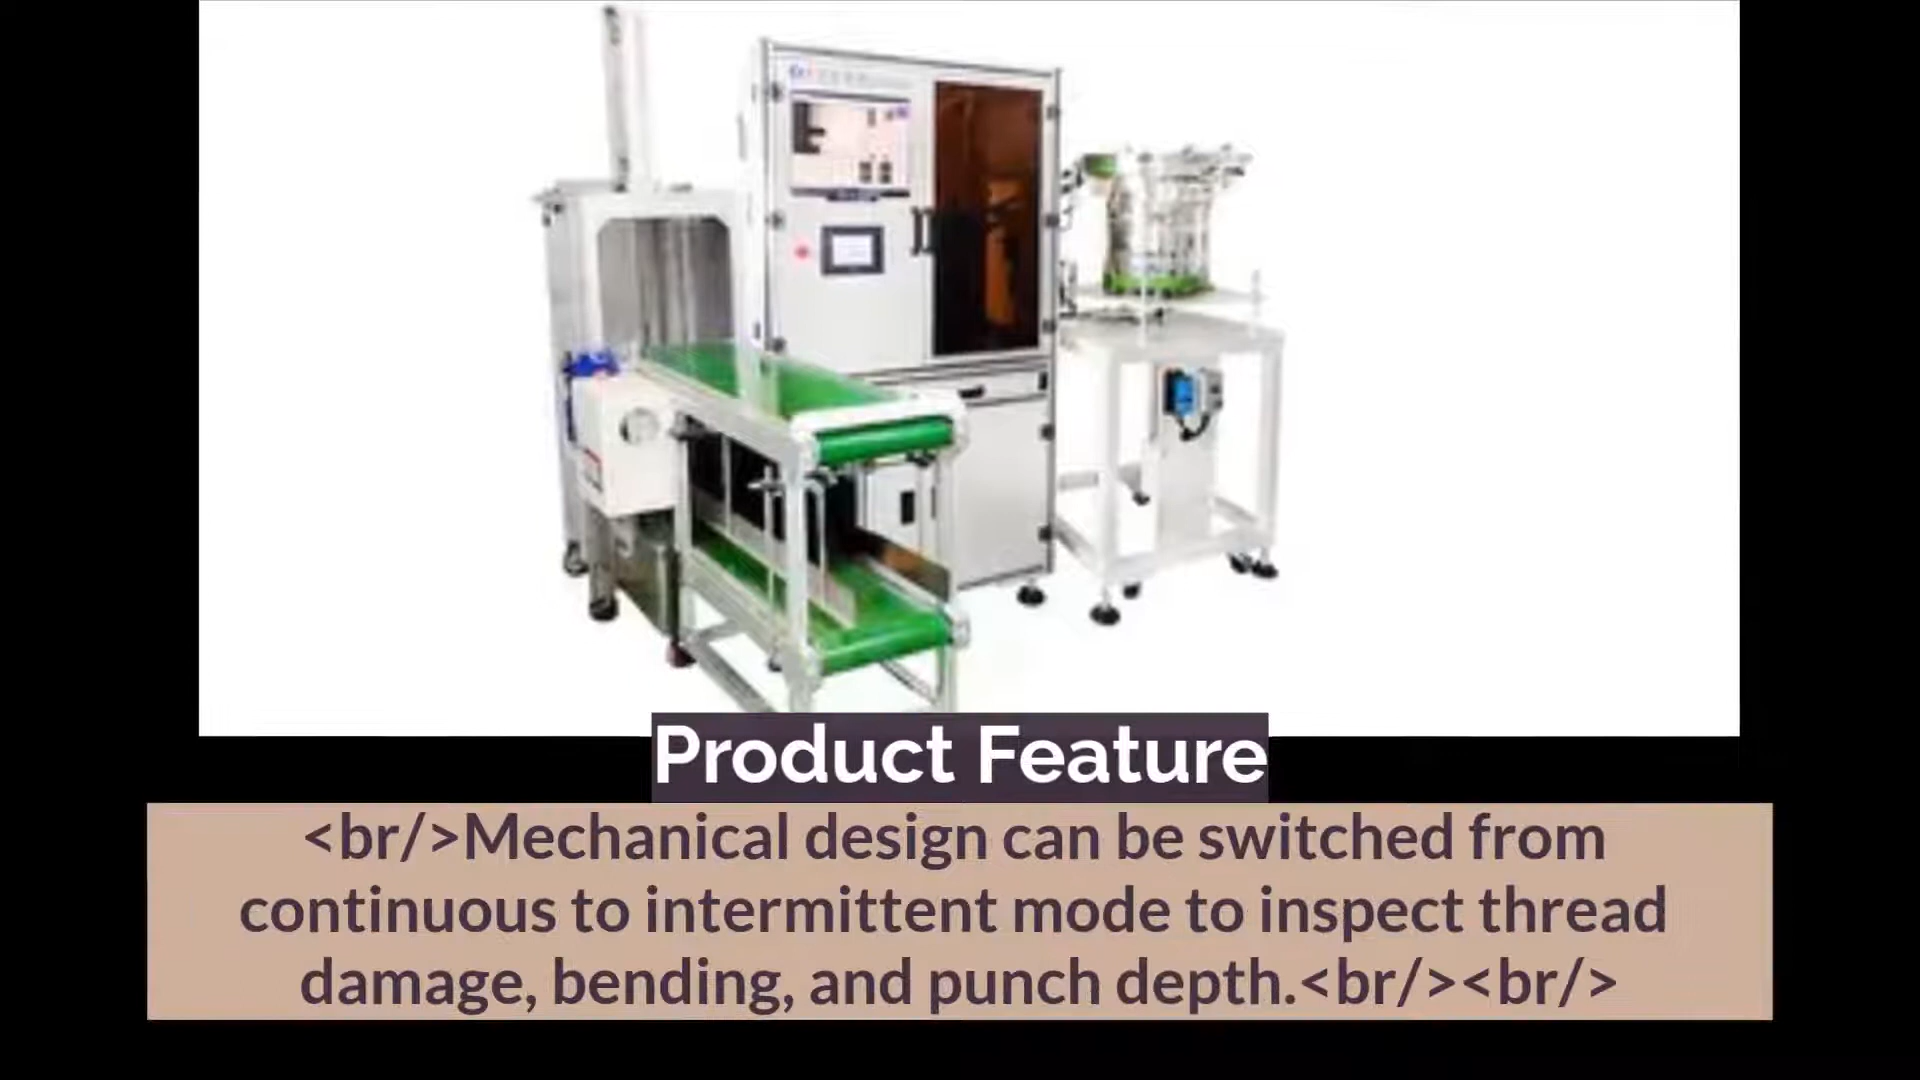 Product Feature
<br/>Mechanical design can be switched from
continuous to intermittent mode to inspect thread
damage, bending, and punch depth.<br/><br/>